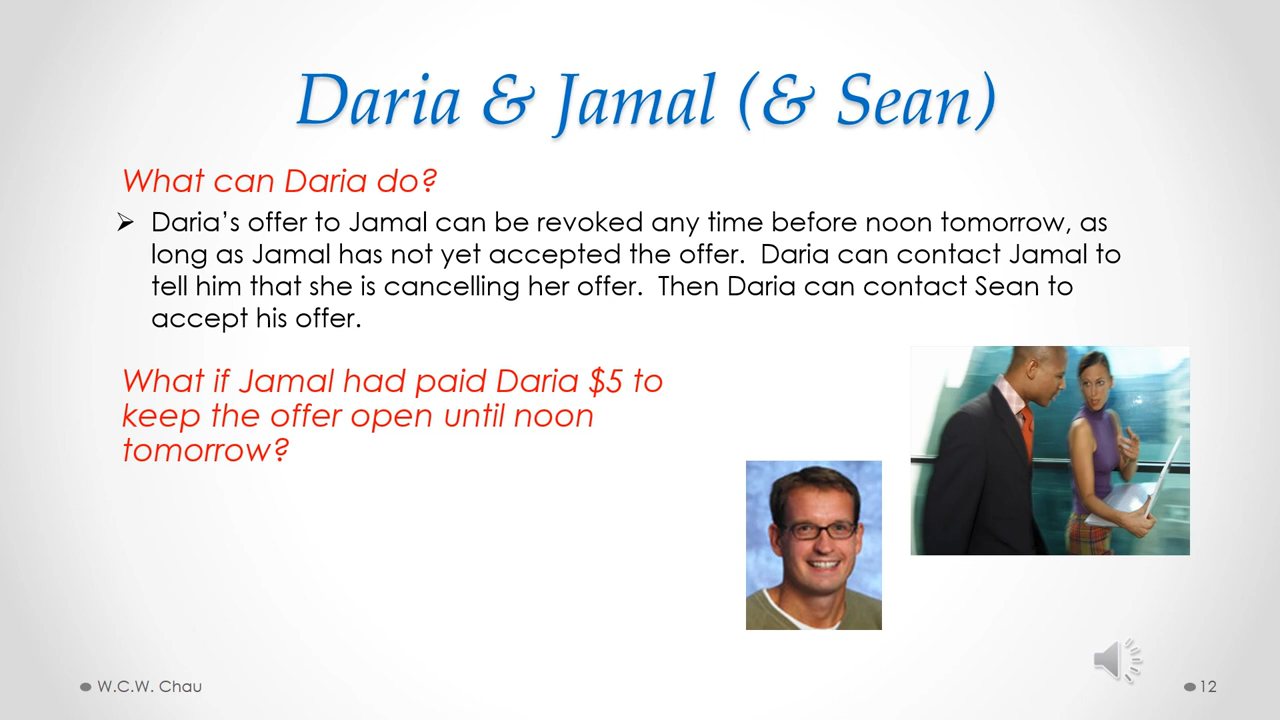 Daria & Jamal (& Sean)
What can Daria do?
Daria’s offer to Jamal can be revoked any time before noon tomorrow, as
long as Jamal has not yet accepted the offer.  Daria can contact Jamal to
tell him that she is cancelling her offer.  Then Daria can contact Sean to
accept his offer.
What if Jamal had paid Daria $5 to
keep the offer open until noon
tomorrow?
W.C.W. Chau
12